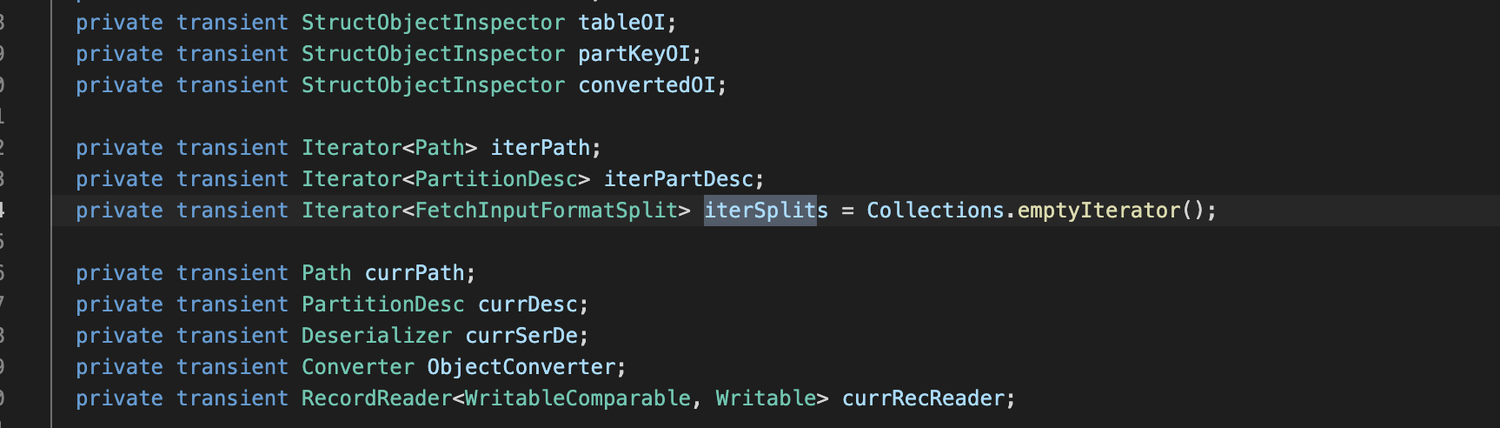 private transient StructObjectInspector tableOI;
private transient StructObjectInspector partKeyOI;
private transient StructObjectInspector convertedOI;
private transient Iterator<Path> iterPath;
private transient Iterator<PartitionDesc> iterPartDesc;
private transient Iterator<FetchInputFormatSplit> iterSplits = Collections.emptyIterator();
private transient Path currPath;
private transient PartitionDesc currDesc;
private transient Deserializer currSerDe;
private transient Converter ObjectConverter;
private transient RecordReader<WritableComparable, Writable> currRecReader;